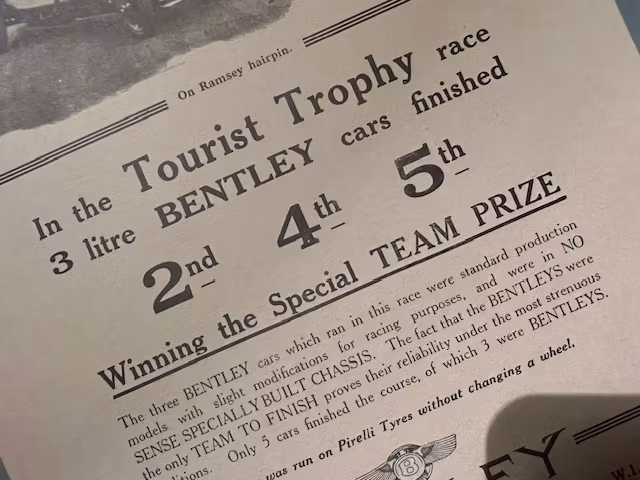 On Ramsey hairpin.
In the Tourist Trophy race
3 litre BENTLEY cars finished
2nd 4th 5th
Winning the Special TEAM PRIZE
The three BENTLEY cars which ran in this race were standard production
models with slight modifications for racing purposes, and were in NO
SENSE SPECIALLY BUILT CHASSIS. The fact that the BENTLEYS were
the only TEAM TO FINISH proves their reliability under the most strenuous
Only 5 cars finished the course, of which 3 were BENTLEYS.
was run on Pirelli Tyres without changing a wheel.
B